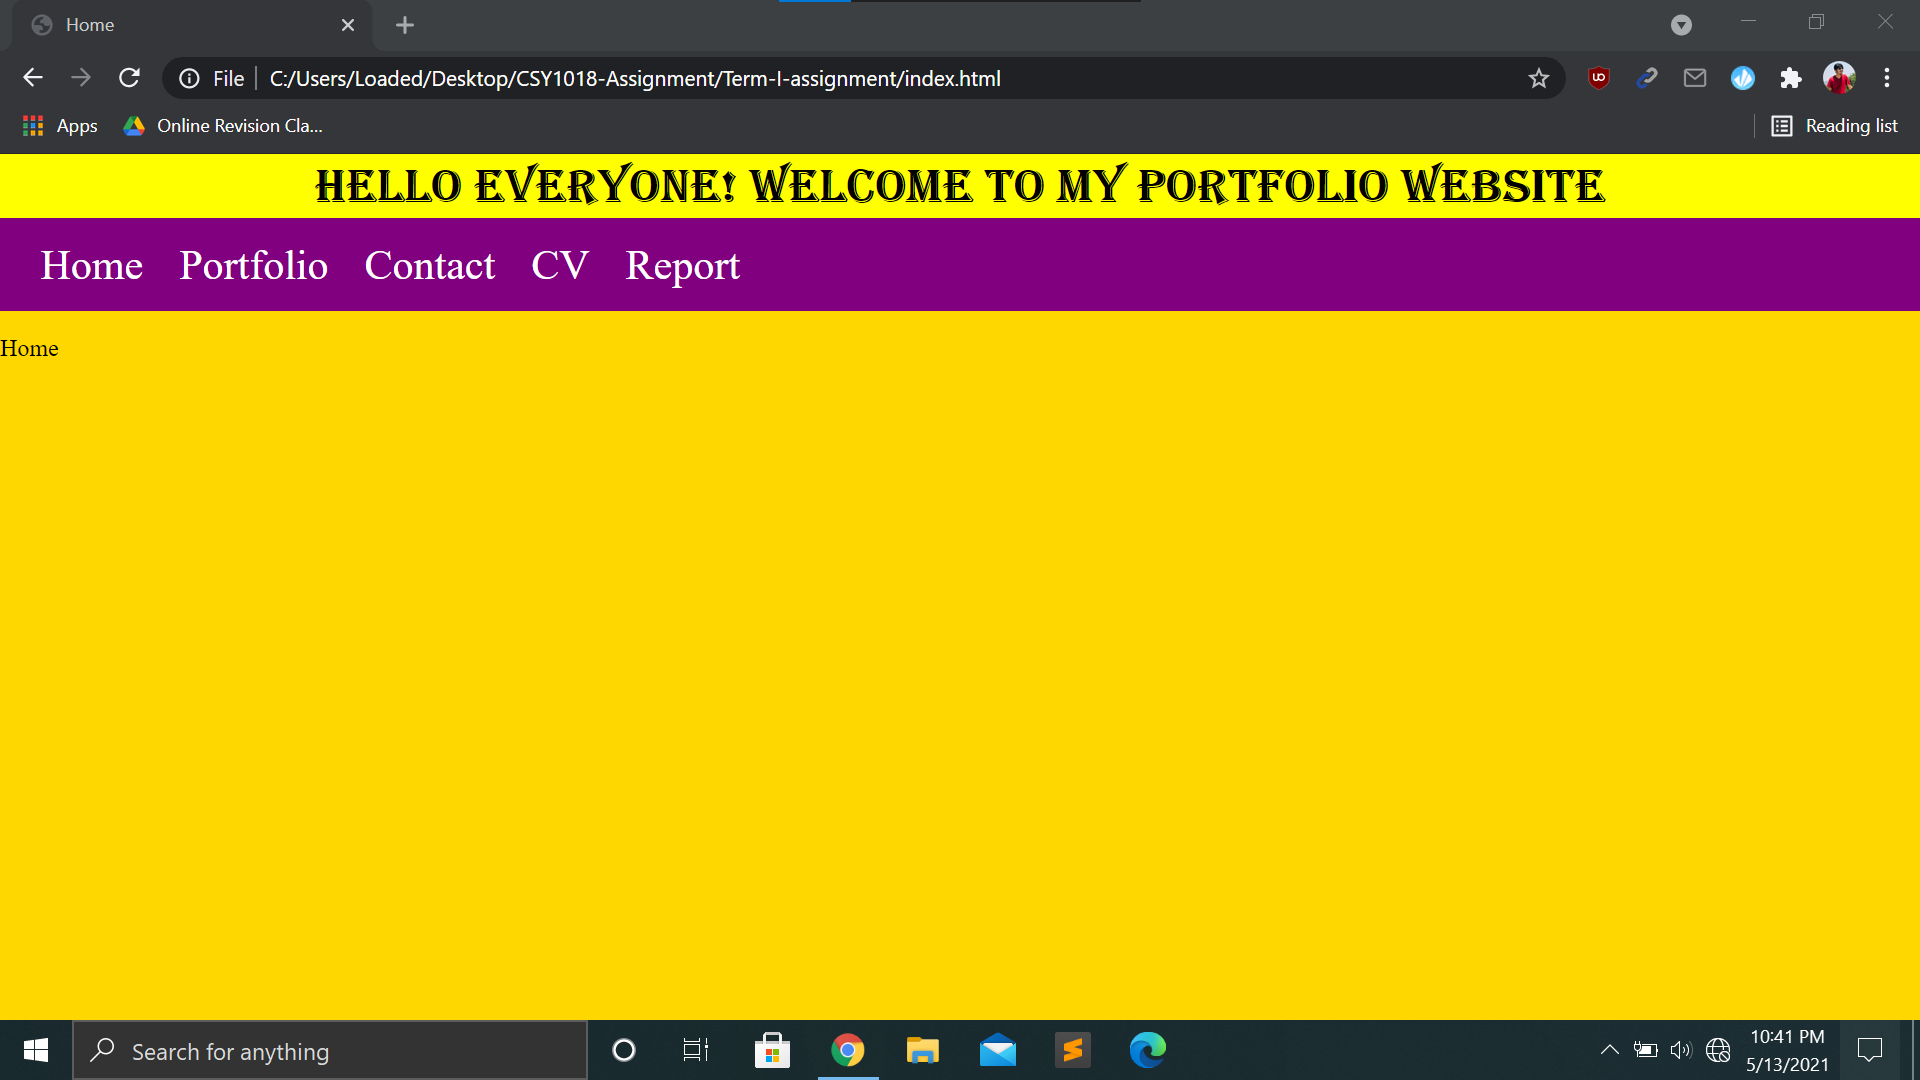 Home
File C:/Users/Loaded/Desktop/CSY1018-Assignment/Term-I-assignment/index.html
Apps Online Revision Cla... Reading list
HELLO EVERYONE! WELCOME TO MY PORTFOLIO WEBSITE
Home Portfolio Contact CV Report
Home
Search for anything
10:41 PM
5/13/2021